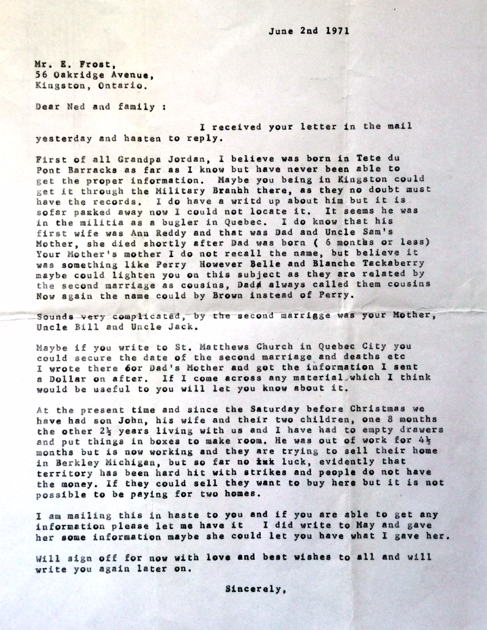 June 2nd 1971
Mr. E. Frost,
56 Oakridge Avenue,
Kingston, Ontario.
Dear Ned and family :
I received your letter in the mail
yesterday and hasten to reply.
First of all Grandpa Jordan, I believe was born in Tete du
Pont Barracks as far as I know but have never been able to
get the proper information. Maybe you being in Kingston could
get it through the Military Branbh there, as they no doubt must
have the records. I do have a writd up about him but it is
sofar pasked away now I could not locate it. It seems he was
in the militia as a bugler in Quebec. I do know that his
first wife was Ann Reddy and that was Dad and Uncle Sam's
Mother, she died shortly after Dad was born ( 6 months or less)
Your Mother's mother I do not recall the name, but believe it
was something like Perry However Belle and Blanche Tackaberry
maybe could lighten you on this subject as they are related by
the second marriage as cousins, Dad always called them cousins
Now again the name could by Brown instead of Perry.
Sounds very complicated, by the second marriage was your Mother,
Uncle Bill and Uncle Jack.
Maybe if you write to St. Matthews Church in Quebec City you
could secure the date of the second marriage and deaths etc
I wrote there for Dad's Mother and got the information I sent
a Dollar on after. If I come across any material which I think
would be useful to you will let you know about it.
At the present time and since the Saturday before Christmas we
have had son John, his wife and their two children, one 8 months
the other 2½ years living with us and I have had to empty drawers
and put things in boxes to make room. He was out of work for 4½
months but is now working and they are trying to sell their home
in Berkley Michigan, but so far no luck, evidently that
territory has been hard hit with strikes and people do not have
the money. If they could sell they want to buy here but it is not
possible to be paying for two homes.
I am mailing this in haste to you and if you are able to get any
information please let me have it I did write to May and gave
her some information maybe she could let you have what I gave her.
Will sign off for now with love and best wishes to all and will
write you again later on.
Sincerely,